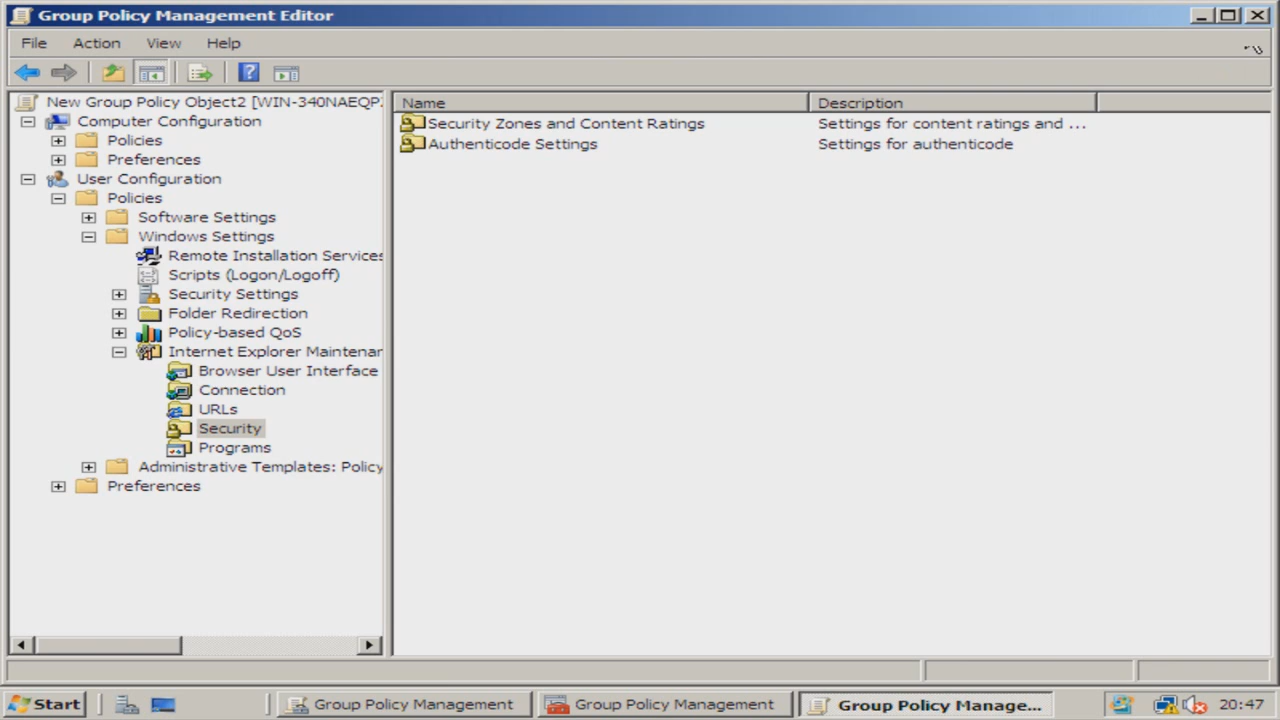 Group Policy Management Editor
File Action View Help
New Group Policy Object2 [WIN-340NAEQP
Computer Configuration
Policies
Preferences
User Configuration
Policies
Software Settings
Windows Settings
Remote Installation Services
Scripts (Logon/Logoff)
Security Settings
Folder Redirection
Policy-based QoS
Internet Explorer Maintenan
Browser User Interface
Connection
URLs
Security
Programs
Administrative Templates: Policy
Preferences
Name Description
Security Zones and Content Ratings Settings for content ratings and ...
Authenticode Settings Settings for authenticode
Start Group Policy Management Group Policy Management Group Policy Manage... 20:47